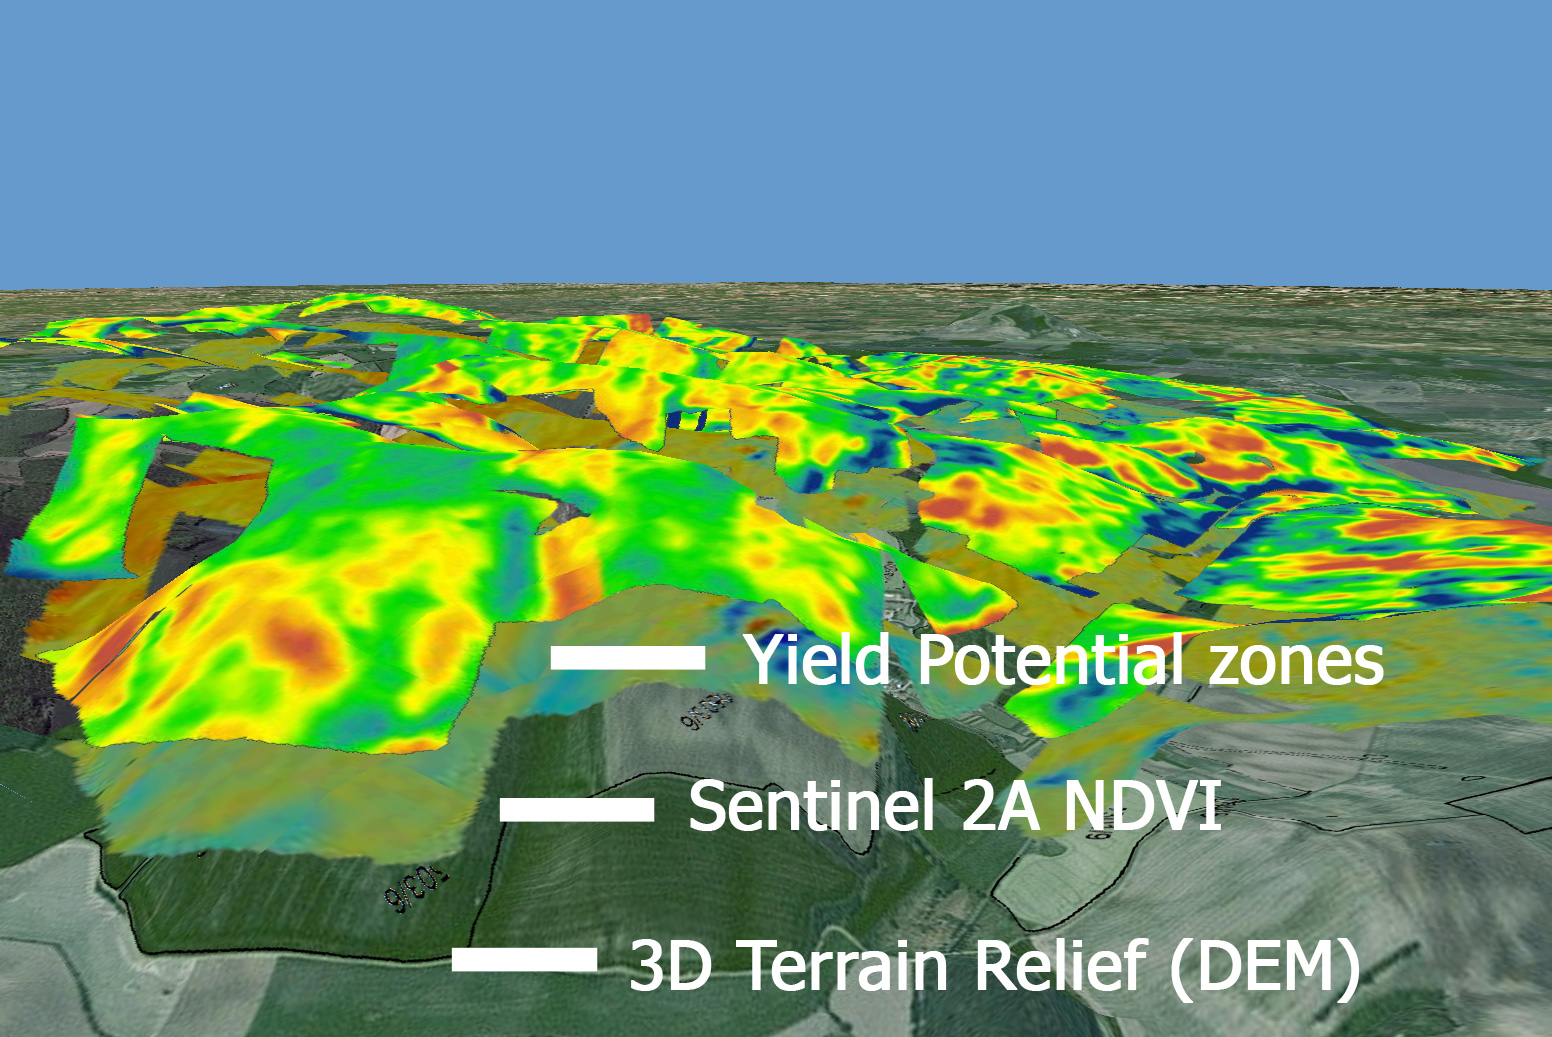 Yield Potential zones
Sentinel 2A NDVI
3D Terrain Relief (DEM)